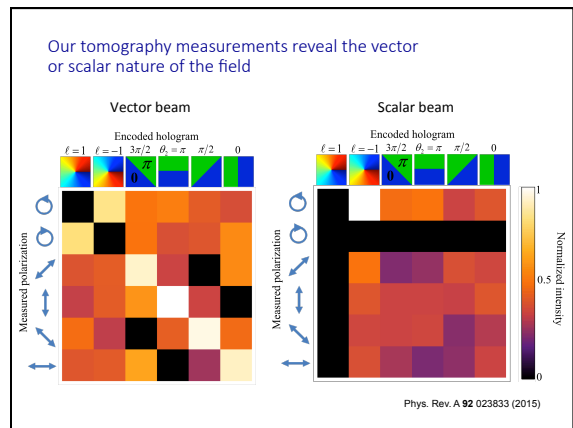 Our tomography measurements reveal the vector
or scalar nature of the field
Vector beam
Scalar beam
Encoded hologram
ℓ = 1 ℓ = −1 3π/2 θ₂ = π π/2 0
π
0
Measured polarization
Encoded hologram
ℓ = 1 ℓ = −1 3π/2 θ₂ = π π/2 0
π
0
Measured polarization
1
0.5
0
Normalized intensity
Phys. Rev. A 92 023833 (2015)